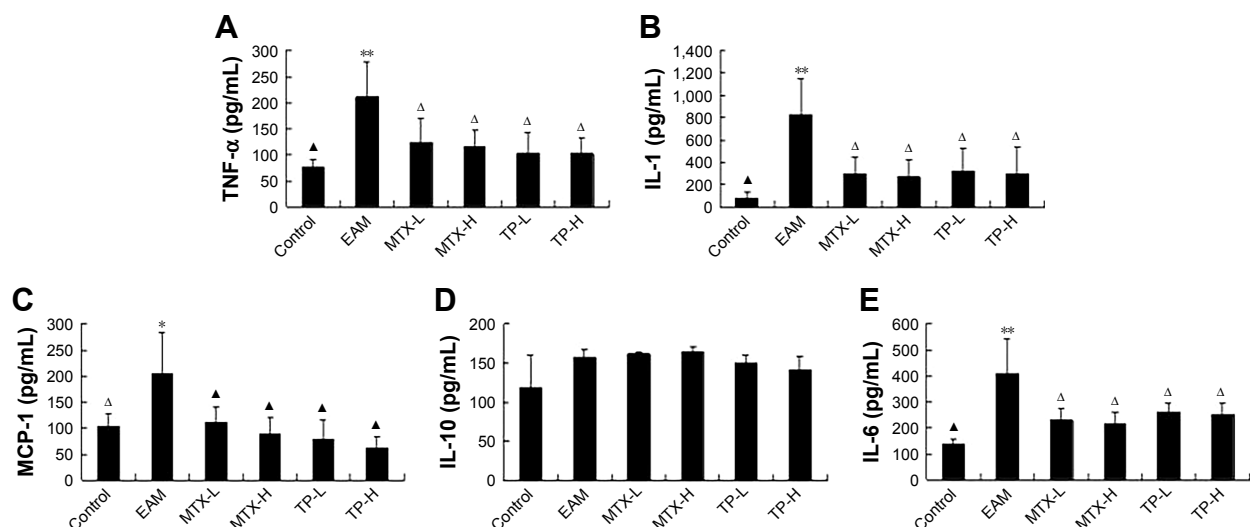 A
TNF-α (pg/mL)
300
250
200
150
100
50
0
▲
**
Δ
Δ
Δ
Δ
Control
EAM
MTX-L
MTX-H
TP-L
TP-H
B
IL-1 (pg/mL)
1,400
1,200
1,000
800
600
400
200
0
▲
**
Δ
Δ
Δ
Δ
Control
EAM
MTX-L
MTX-H
TP-L
TP-H
C
MCP-1 (pg/mL)
300
250
200
150
100
50
0
Δ
*
▲
▲
▲
▲
Control
EAM
MTX-L
MTX-H
TP-L
TP-H
D
IL-10 (pg/mL)
200
150
100
50
0
Control
EAM
MTX-L
MTX-H
TP-L
TP-H
E
IL-6 (pg/mL)
600
500
400
300
200
100
0
▲
**
Δ
Δ
Δ
Δ
Control
EAM
MTX-L
MTX-H
TP-L
TP-H